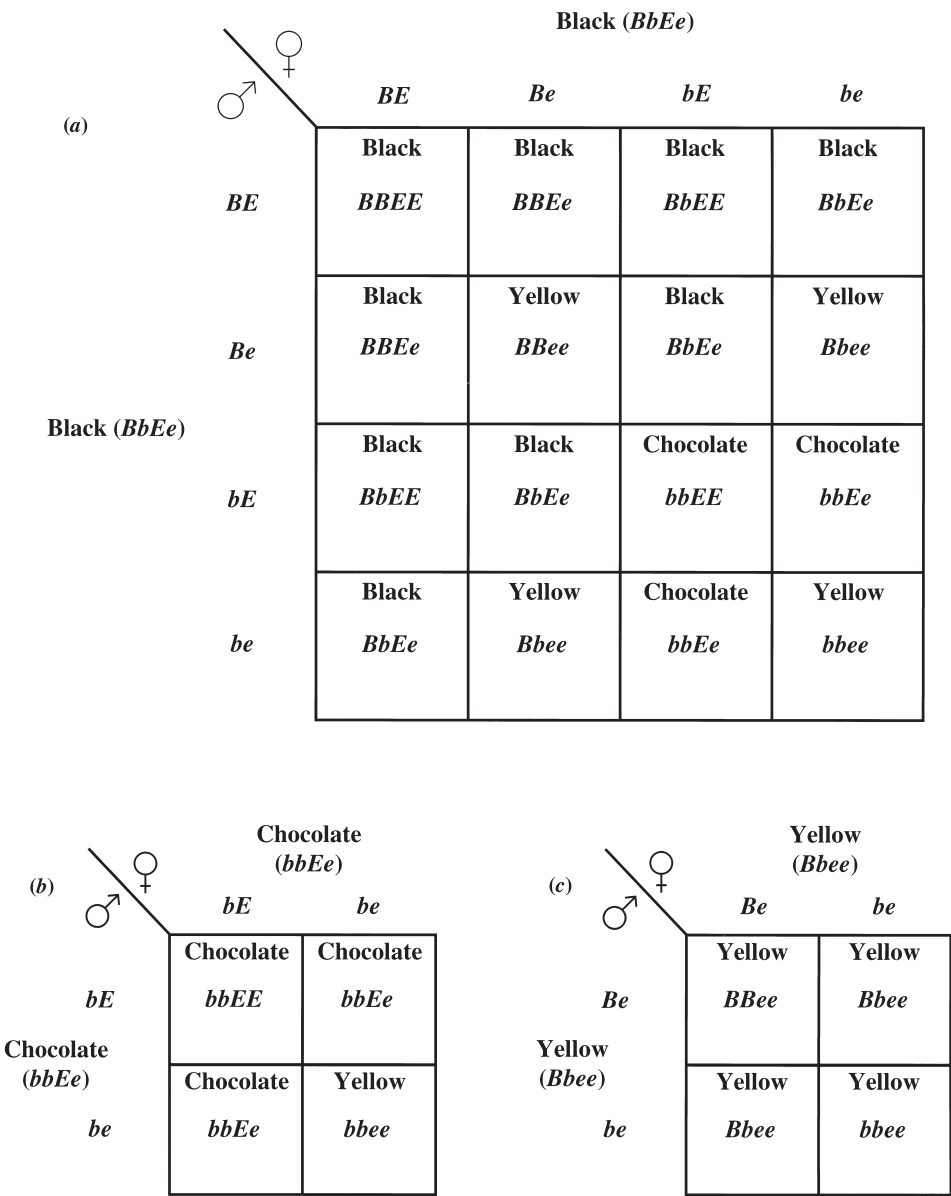 Black (BbEe)
BE Be bE be
(a)
Black Black Black Black
BE BBEE BBEe BbEE BbEe
Black Yellow Black Yellow
Be BBEe BBee BbEe Bbee
Black (BbEe)
Black Black Chocolate Chocolate
bE BbEE BbEe bbEE bbEe
Black Yellow Chocolate Yellow
be BbEe Bbee bbEe bbee
Chocolate
(bbEe)
(b)
bE be
Chocolate Chocolate
bE bbEE bbEe
Chocolate
(bbEe)
Chocolate Yellow
be bbEe bbee
Yellow
(Bbee)
(c)
Be be
Yellow Yellow
Be BBee Bbee
Yellow
(Bbee)
Yellow Yellow
be Bbee bbee